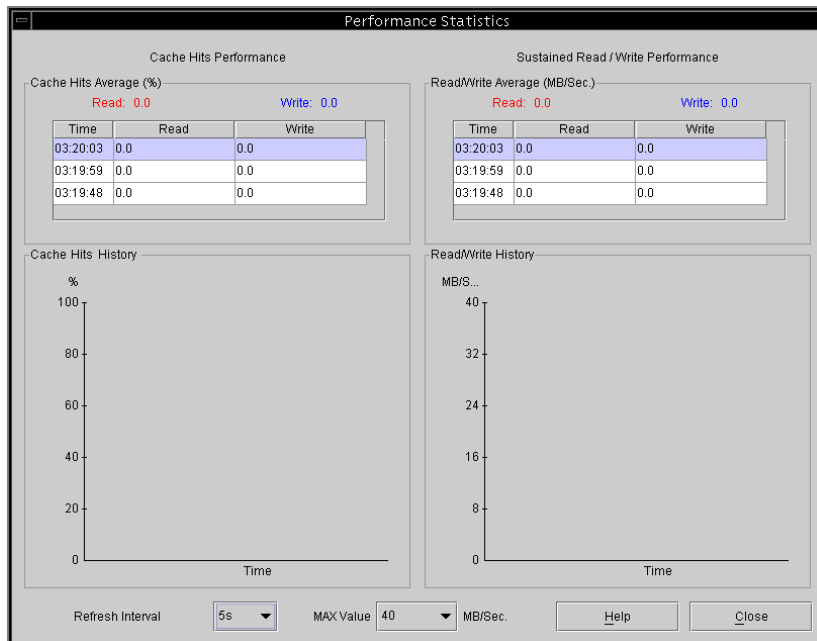 Performance Statistics
Cache Hits Performance
Sustained Read / Write Performance
Cache Hits Average (%)
Read: 0.0
Write: 0.0
Time Read Write
03:20:03 0.0 0.0
03:19:59 0.0 0.0
03:19:48 0.0 0.0
Read/Write Average (MB/Sec.)
Read: 0.0
Write: 0.0
Time Read Write
03:20:03 0.0 0.0
03:19:59 0.0 0.0
03:19:48 0.0 0.0
Cache Hits History
%
100
80
60
40
20
0
Time
Read/Write History
MB/S...
40
32
24
16
8
0
Time
Refresh Interval 5s MAX Value 40 MB/Sec. Help Close